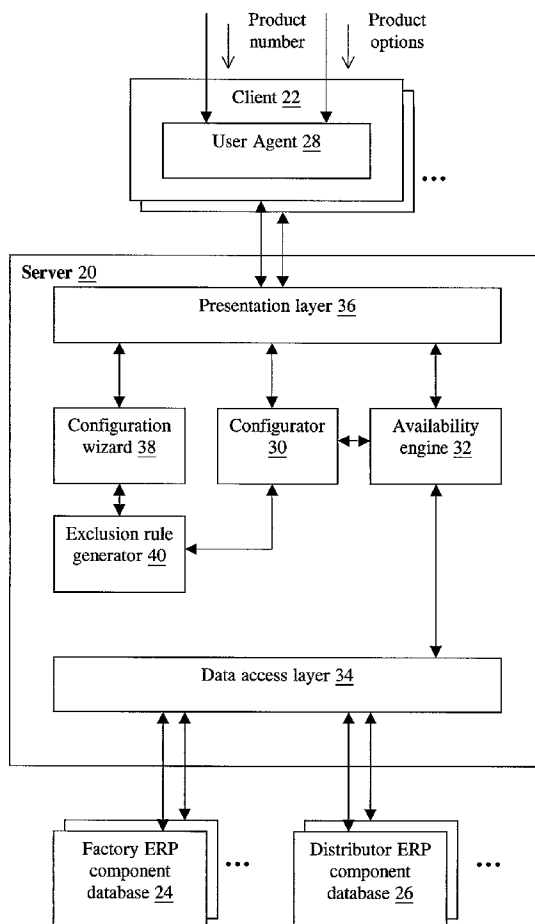 Product
number
Product
options
Client 22
User Agent 28
...
Server 20
Presentation layer 36
Configuration
wizard 38
Configurator
30
Availability
engine 32
Exclusion rule
generator 40
Data access layer 34
Factory ERP
component
database 24
...
Distributor ERP
component
database 26
...